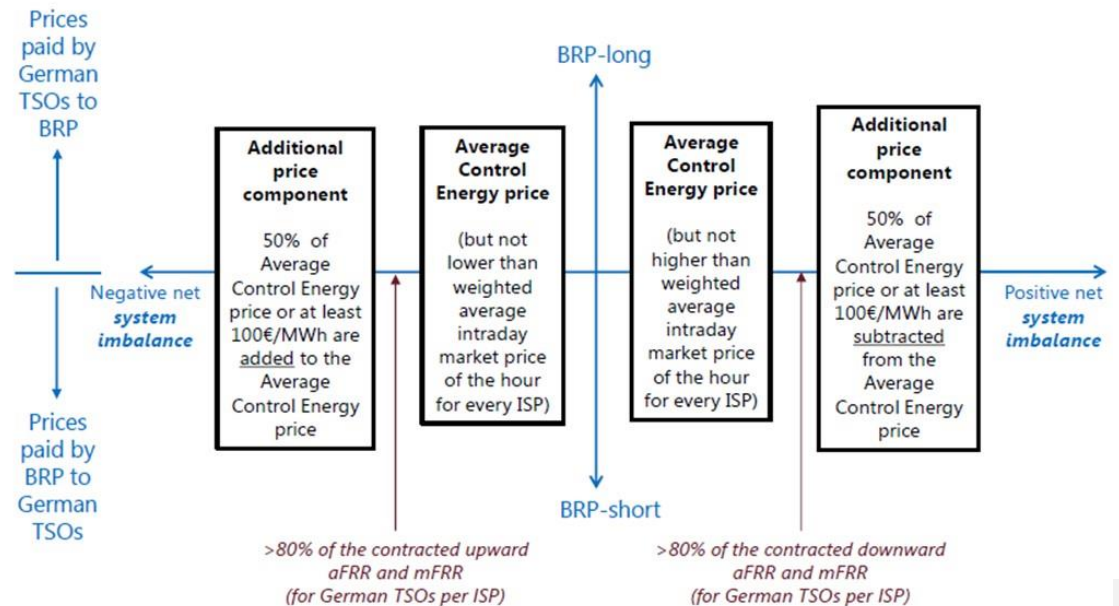 Prices
paid by
German
TSOs to
BRP
BRP-long
Additional
price
component
50% of
Average
Control Energy
price or at least
100€/MWh are
added to the
Average
Control Energy
price
Average
Control
Energy price
(but not
lower than
weighted
average
intraday
market price
of the hour
for every ISP)
Average
Control
Energy price
(but not
higher than
weighted
average
intraday
market price
of the hour
for every ISP)
Additional
price
component
50% of
Average
Control Energy
price or at least
100€/MWh are
subtracted
from the
Average
Control Energy
price
Negative net
system
imbalance
Positive net
system
imbalance
Prices
paid by
BRP to
German
TSOs
BRP-short
>80% of the contracted upward
aFRR and mFRR
(for German TSOs per ISP)
>80% of the contracted downward
aFRR and mFRR
(for German TSOs per ISP)